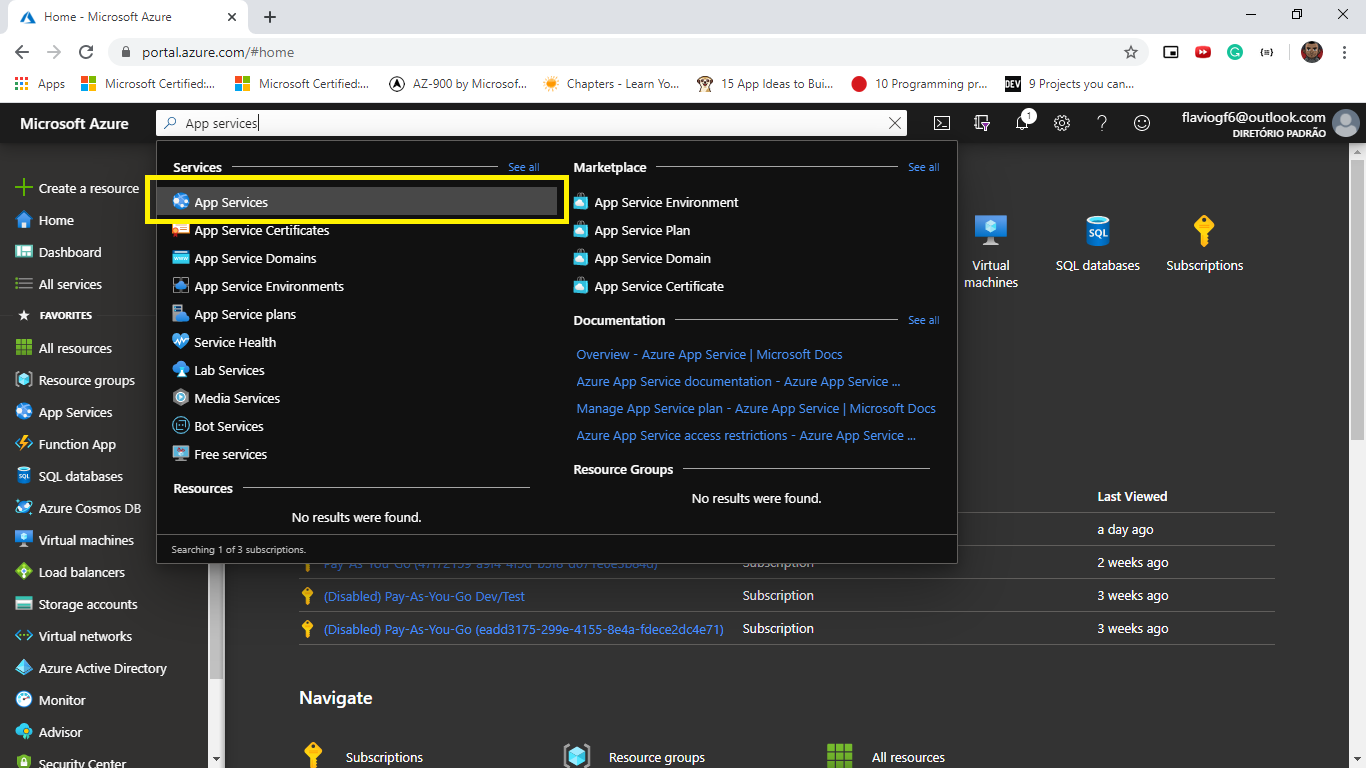 Home - Microsoft Azure
portal.azure.com/#home
Apps
Microsoft Certified:...
Microsoft Certified:...
AZ-900 by Microsof...
Chapters - Learn Yo...
15 App Ideas to Bui...
10 Programming pr...
DEV
9 Projects you can...
Microsoft Azure
App services
1
flaviogf6@outlook.com
DIRETÓRIO PADRÃO
Create a resource
Home
Dashboard
All services
FAVORITES
All resources
Resource groups
App Services
Function App
SQL databases
Azure Cosmos DB
Virtual machines
Load balancers
Storage accounts
Virtual networks
Azure Active Directory
Monitor
Advisor
Security Center
Services
See all
App Services
App Service Certificates
App Service Domains
App Service Environments
App Service plans
Service Health
Lab Services
Media Services
Bot Services
Free services
Resources
No results were found.
Marketplace
See all
App Service Environment
App Service Plan
App Service Domain
App Service Certificate
Documentation
See all
Overview - Azure App Service | Microsoft Docs
Azure App Service documentation - Azure App Service ...
Manage App Service plan - Azure App Service | Microsoft Docs
Azure App Service access restrictions - Azure App Service ...
Resource Groups
No results were found.
Searching 1 of 3 subscriptions.
Virtual
machines
SQL
SQL databases
Subscriptions
Last Viewed
a day ago
Pay-As-You-Go Subscription 2 weeks ago
(Disabled) Pay-As-You-Go Dev/Test Subscription 3 weeks ago
(Disabled) Pay-As-You-Go (eadd3175-299e-4155-8e4a-fdece2dc4e71) Subscription 3 weeks ago
Navigate
Subscriptions
Resource groups
All resources